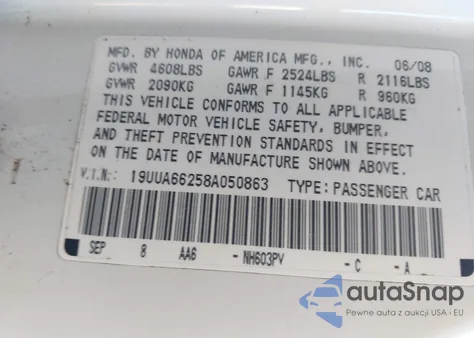 MFD. BY HONDA OF AMERICA MFG., INC. 06/08
GVWR 4608LBS GAWR F 2524LBS R 2116LBS
GVWR 2090KG GAWR F 1145KG R 960KG
THIS VEHICLE CONFORMS TO ALL APPLICABLE
FEDERAL MOTOR VEHICLE SAFETY, BUMPER,
AND THEFT PREVENTION STANDARDS IN EFFECT
ON THE DATE OF MANUFACTURE SHOWN ABOVE.
V.I.N.: 19UUA66258A050863 TYPE:PASSENGER CAR
SEP 8 AA6 -NH603PV -C -A
autaSnap
Pewne auto z aukcji USA i EU